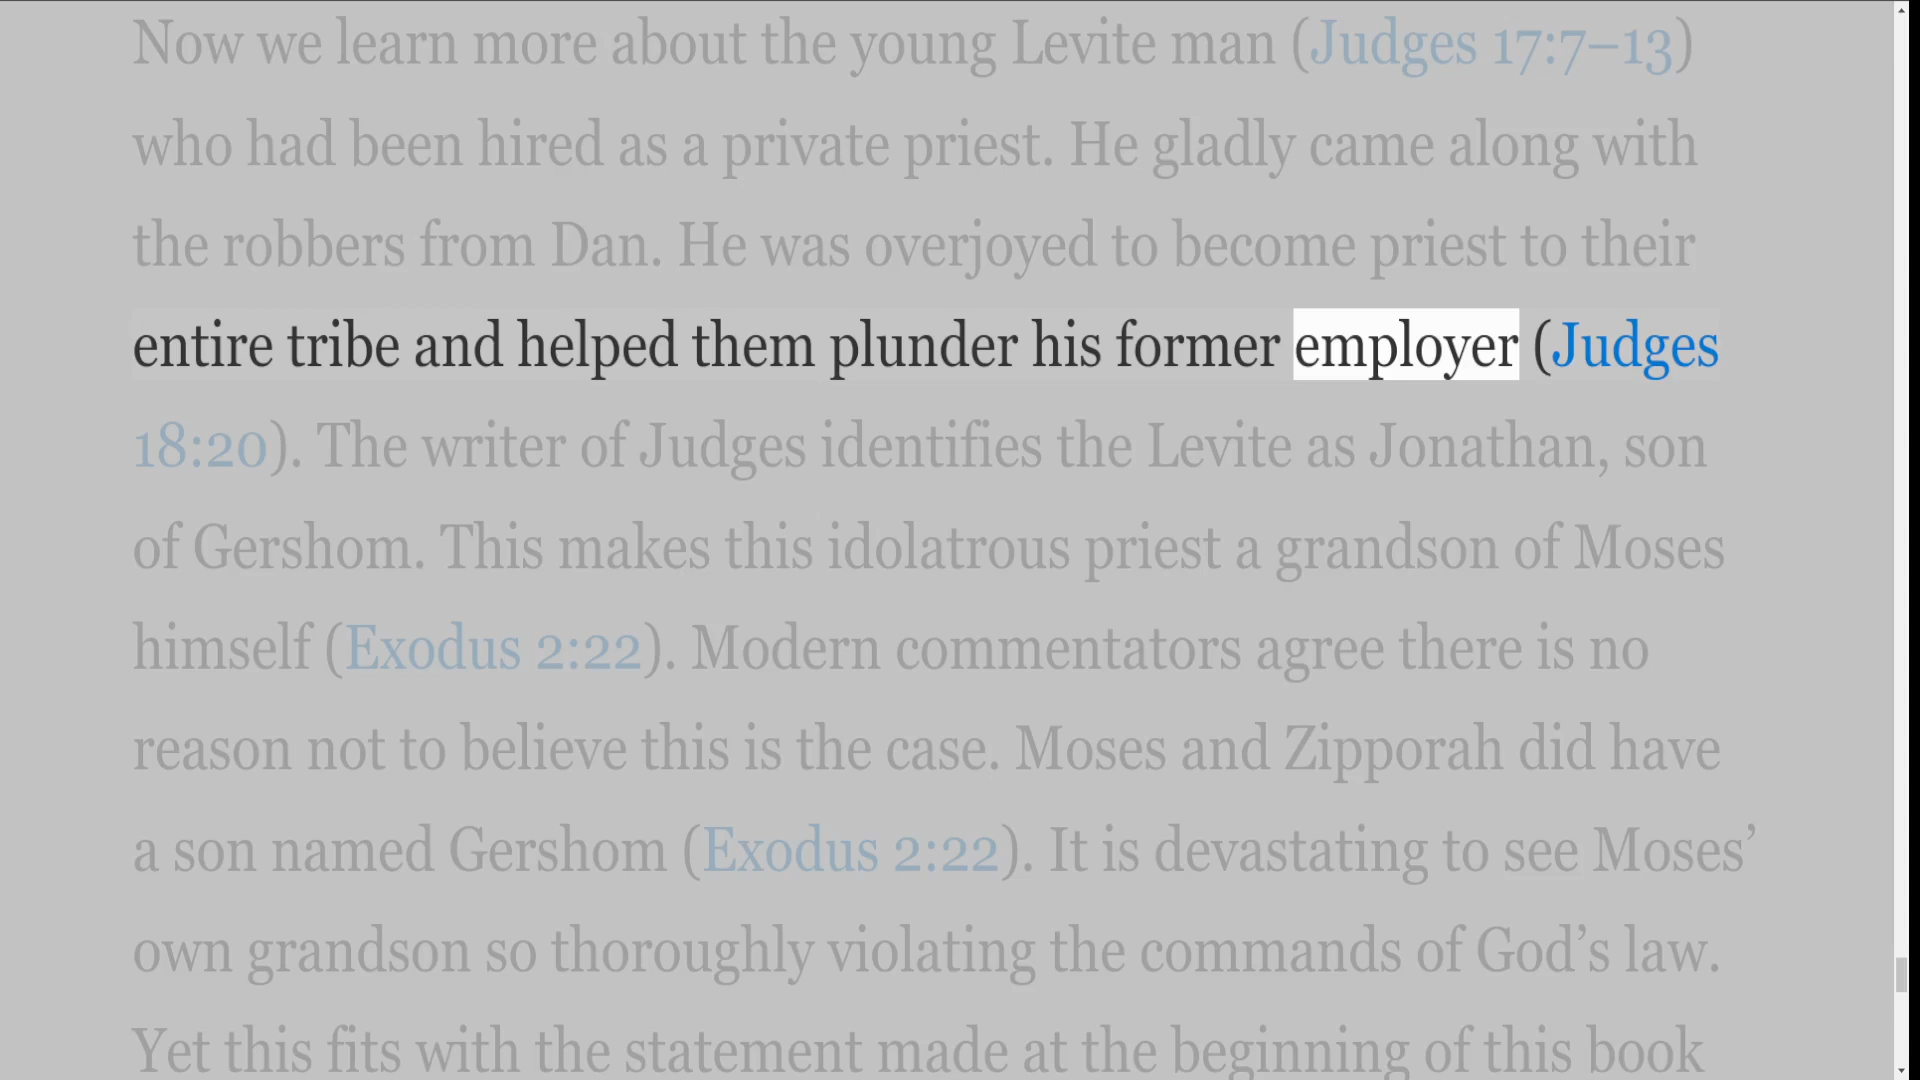 Now we learn more about the young Levite man (Judges 17:7–13)
who had been hired as a private priest. He gladly came along with
the robbers from Dan. He was overjoyed to become priest to their
entire tribe and helped them plunder his former employer (Judges
18:20). The writer of Judges identifies the Levite as Jonathan, son
of Gershom. This makes this idolatrous priest a grandson of Moses
himself (Exodus 2:22). Modern commentators agree there is no
reason not to believe this is the case. Moses and Zipporah did have
a son named Gershom (Exodus 2:22). It is devastating to see Moses’
own grandson so thoroughly violating the commands of God’s law.
Yet this fits with the statement made at the beginning of this book